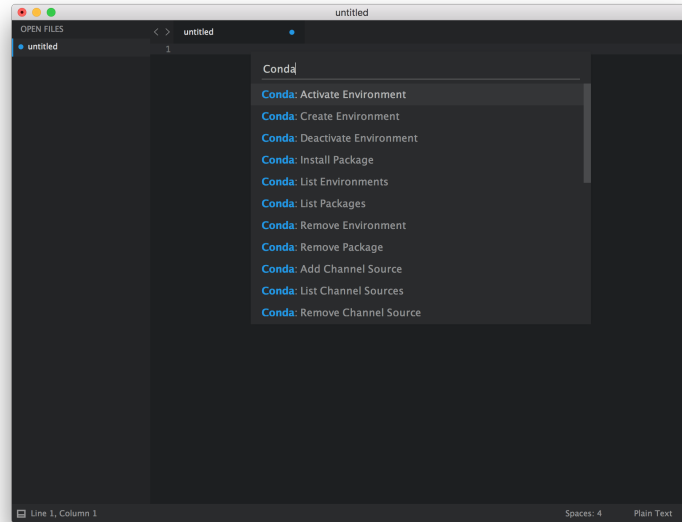 untitled
OPEN FILES
untitled
untitled
1
Conda
Conda: Activate Environment
Conda: Create Environment
Conda: Deactivate Environment
Conda: Install Package
Conda: List Environments
Conda: List Packages
Conda: Remove Environment
Conda: Remove Package
Conda: Add Channel Source
Conda: List Channel Sources
Conda: Remove Channel Source
Line 1, Column 1
Spaces: 4
Plain Text